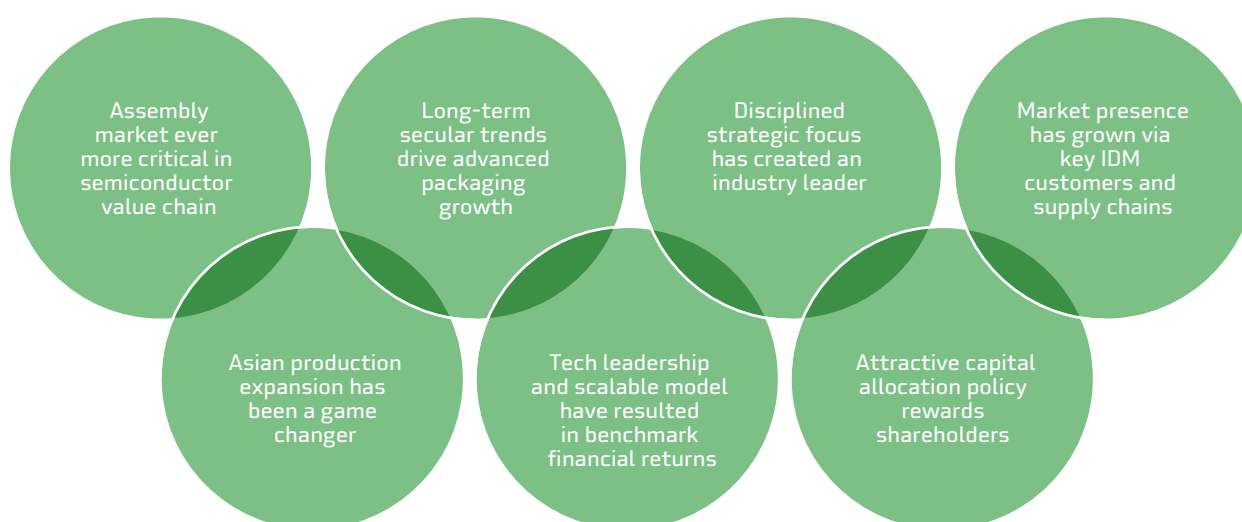 Assembly
market ever
more critical in
semiconductor
value chain
Long-term
secular trends
drive advanced
packaging
growth
Disciplined
strategic focus
has created an
industry leader
Market presence
has grown via
key IDM
customers and
supply chains
Asian production
expansion has
been a game
changer
Tech leadership
and scalable model
have resulted
in benchmark
financial returns
Attractive capital
allocation policy
rewards
shareholders